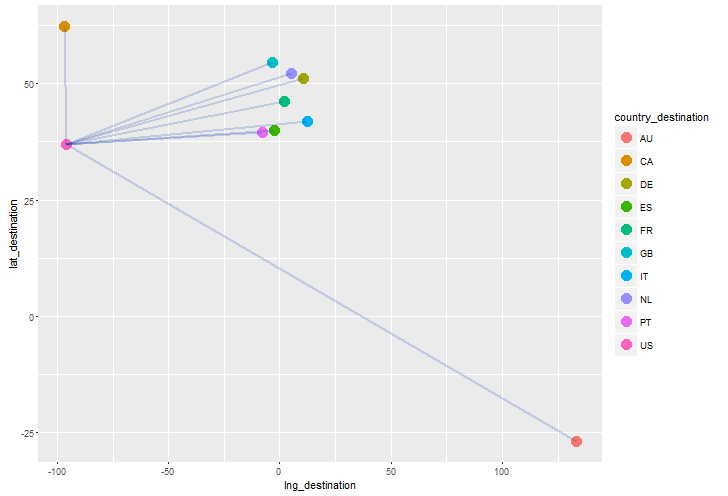 50
25
0
-25
lat_destination
-100
-50
0
50
100
lng_destination
country_destination
AU
CA
DE
ES
FR
GB
IT
NL
PT
US